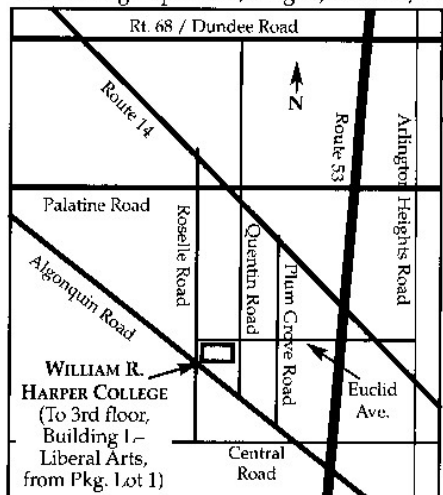 Rt. 68 / Dundee Road
N
Route 14
Route 53
Arlington Heights Road
Palatine Road
Roselle Road
Quentin Road
Plum Grove Road
Algonquin Road
WILLIAM R.
HARPER COLLEGE
(To 3rd floor,
Building L–
Liberal Arts,
from Pkg. Lot 1)
Euclid
Ave.
Central
Road